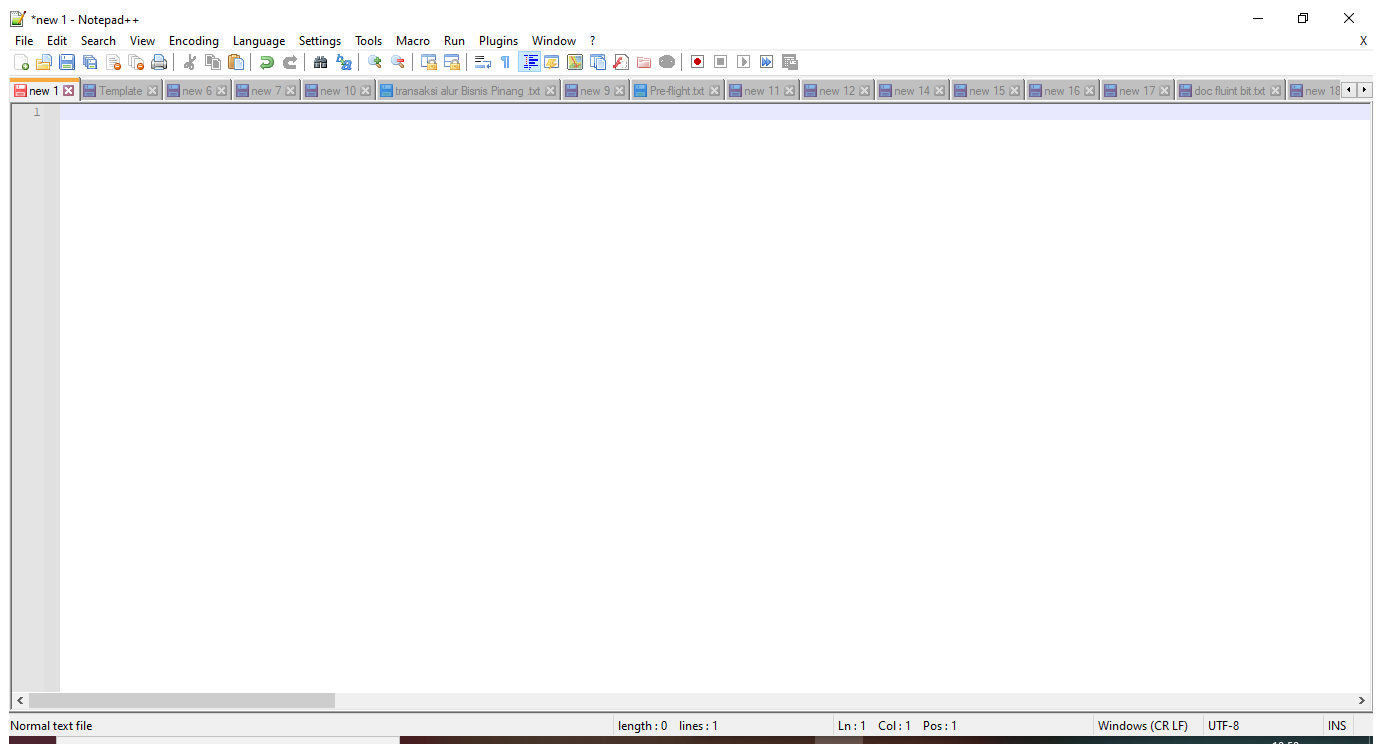 *new 1 - Notepad++
File Edit Search View Encoding Language Settings Tools Macro Run Plugins Window ? X
new 1 Template new 6 new 7 new 10 transaksi alur Bisnis Pinang .txt new 9 Pre-flight.txt new 11 new 12 new 14 new 15 new 16 new 17 doc fluint bit.txt new 18
1
Normal text file length : 0 lines : 1 Ln : 1 Col : 1 Pos : 1 Windows (CR LF) UTF-8 INS